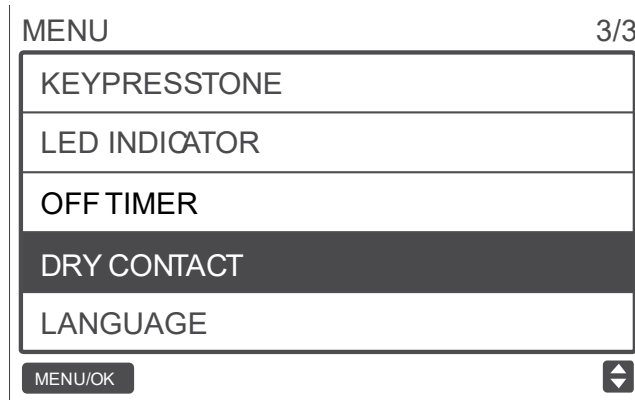 MENU 3/3
KEYPRESSTONE
LED INDICATOR
OFF TIMER
DRY CONTACT
LANGUAGE
MENU/OK